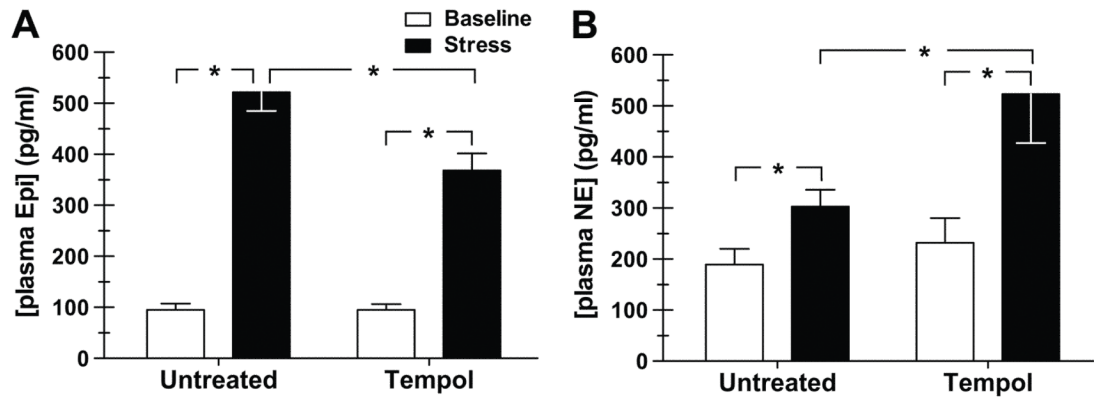 A
Baseline
Stress
[plasma Epi] (pg/ml)
600
500
400
300
200
100
0
*
*
*
Untreated
Tempol
B
[plasma NE] (pg/ml)
600
500
400
300
200
100
0
*
*
*
Untreated
Tempol